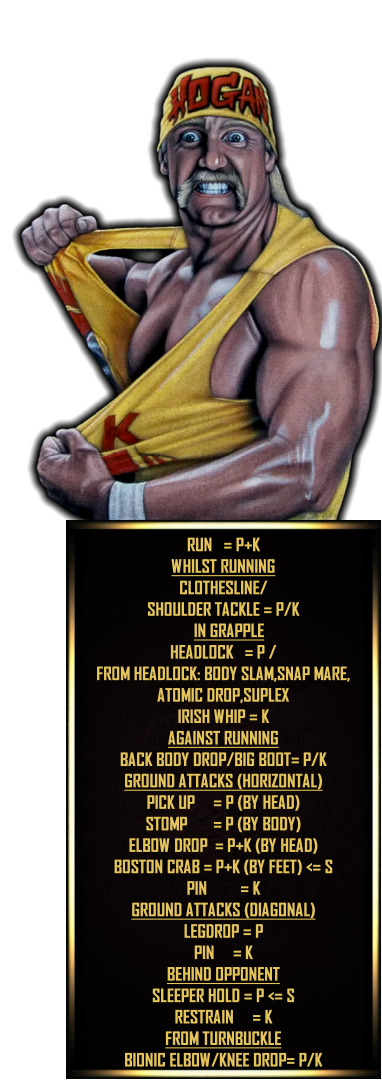 HOGAN
K
RUN = P+K
WHILST RUNNING
CLOTHESLINE/
SHOULDER TACKLE = P/K
IN GRAPPLE
HEADLOCK = P /
FROM HEADLOCK: BODY SLAM,SNAP MARE,
ATOMIC DROP,SUPLEX
IRISH WHIP = K
AGAINST RUNNING
BACK BODY DROP/BIG BOOT= P/K
GROUND ATTACKS (HORIZONTAL)
PICK UP = P (BY HEAD)
STOMP = P (BY BODY)
ELBOW DROP = P+K (BY HEAD)
BOSTON CRAB = P+K (BY FEET) <= S
PIN = K
GROUND ATTACKS (DIAGONAL)
LEGDROP = P
PIN = K
BEHIND OPPONENT
SLEEPER HOLD = P <= S
RESTRAIN = K
FROM TURNBUCKLE
BIONIC ELBOW/KNEE DROP= P/K